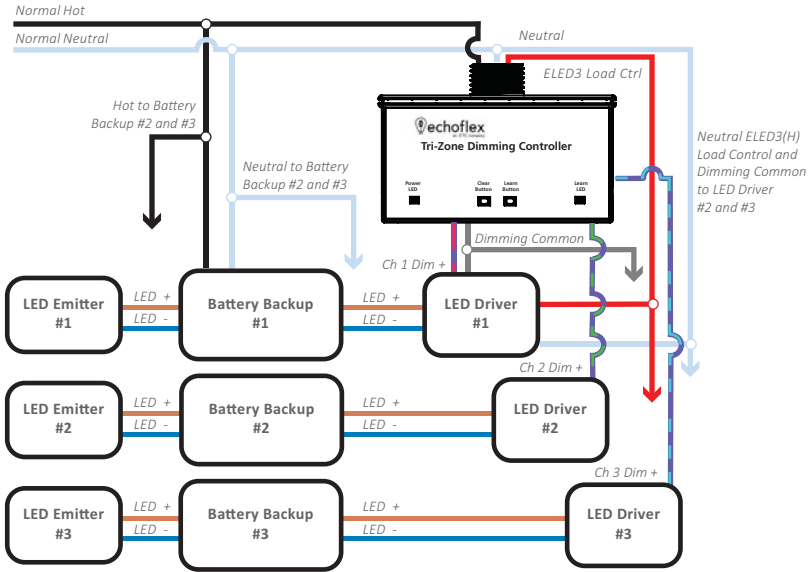 Normal Hot
Normal Neutral
Neutral
ELED3 Load Ctrl
Hot to Battery
Backup #2 and #3
echoflex
Tri-Zone Dimming Controller
Neutral ELED3(H)
Load Control and
Dimming Common
to LED Driver
#2 and #3
Neutral to Battery
Backup #2 and #3
Power
LED
Clear
Button
Learn
Button
Learn
LED
Dimming Common
Ch 1 Dim +
LED Emitter
#1
LED +
LED -
Battery Backup
#1
LED +
LED -
LED Driver
#1
Ch 2 Dim +
LED Emitter
#2
LED +
LED -
Battery Backup
#2
LED +
LED -
LED Driver
#2
Ch 3 Dim +
LED Emitter
#3
LED +
LED -
Battery Backup
#3
LED +
LED -
LED Driver
#3